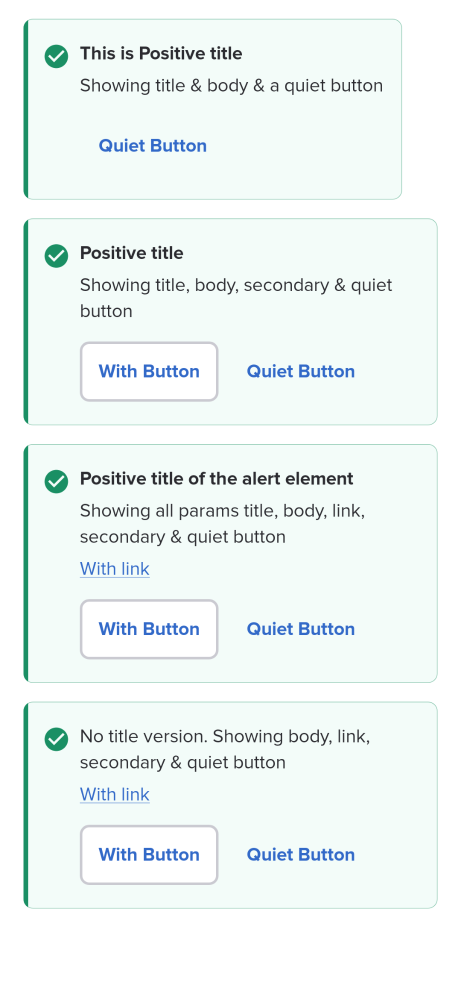 This is Positive title
Showing title & body & a quiet button
Quiet Button
Positive title
Showing title, body, secondary & quiet
button
With Button
Quiet Button
Positive title of the alert element
Showing all params title, body, link,
secondary & quiet button
With link
With Button
Quiet Button
No title version. Showing body, link,
secondary & quiet button
With link
With Button
Quiet Button